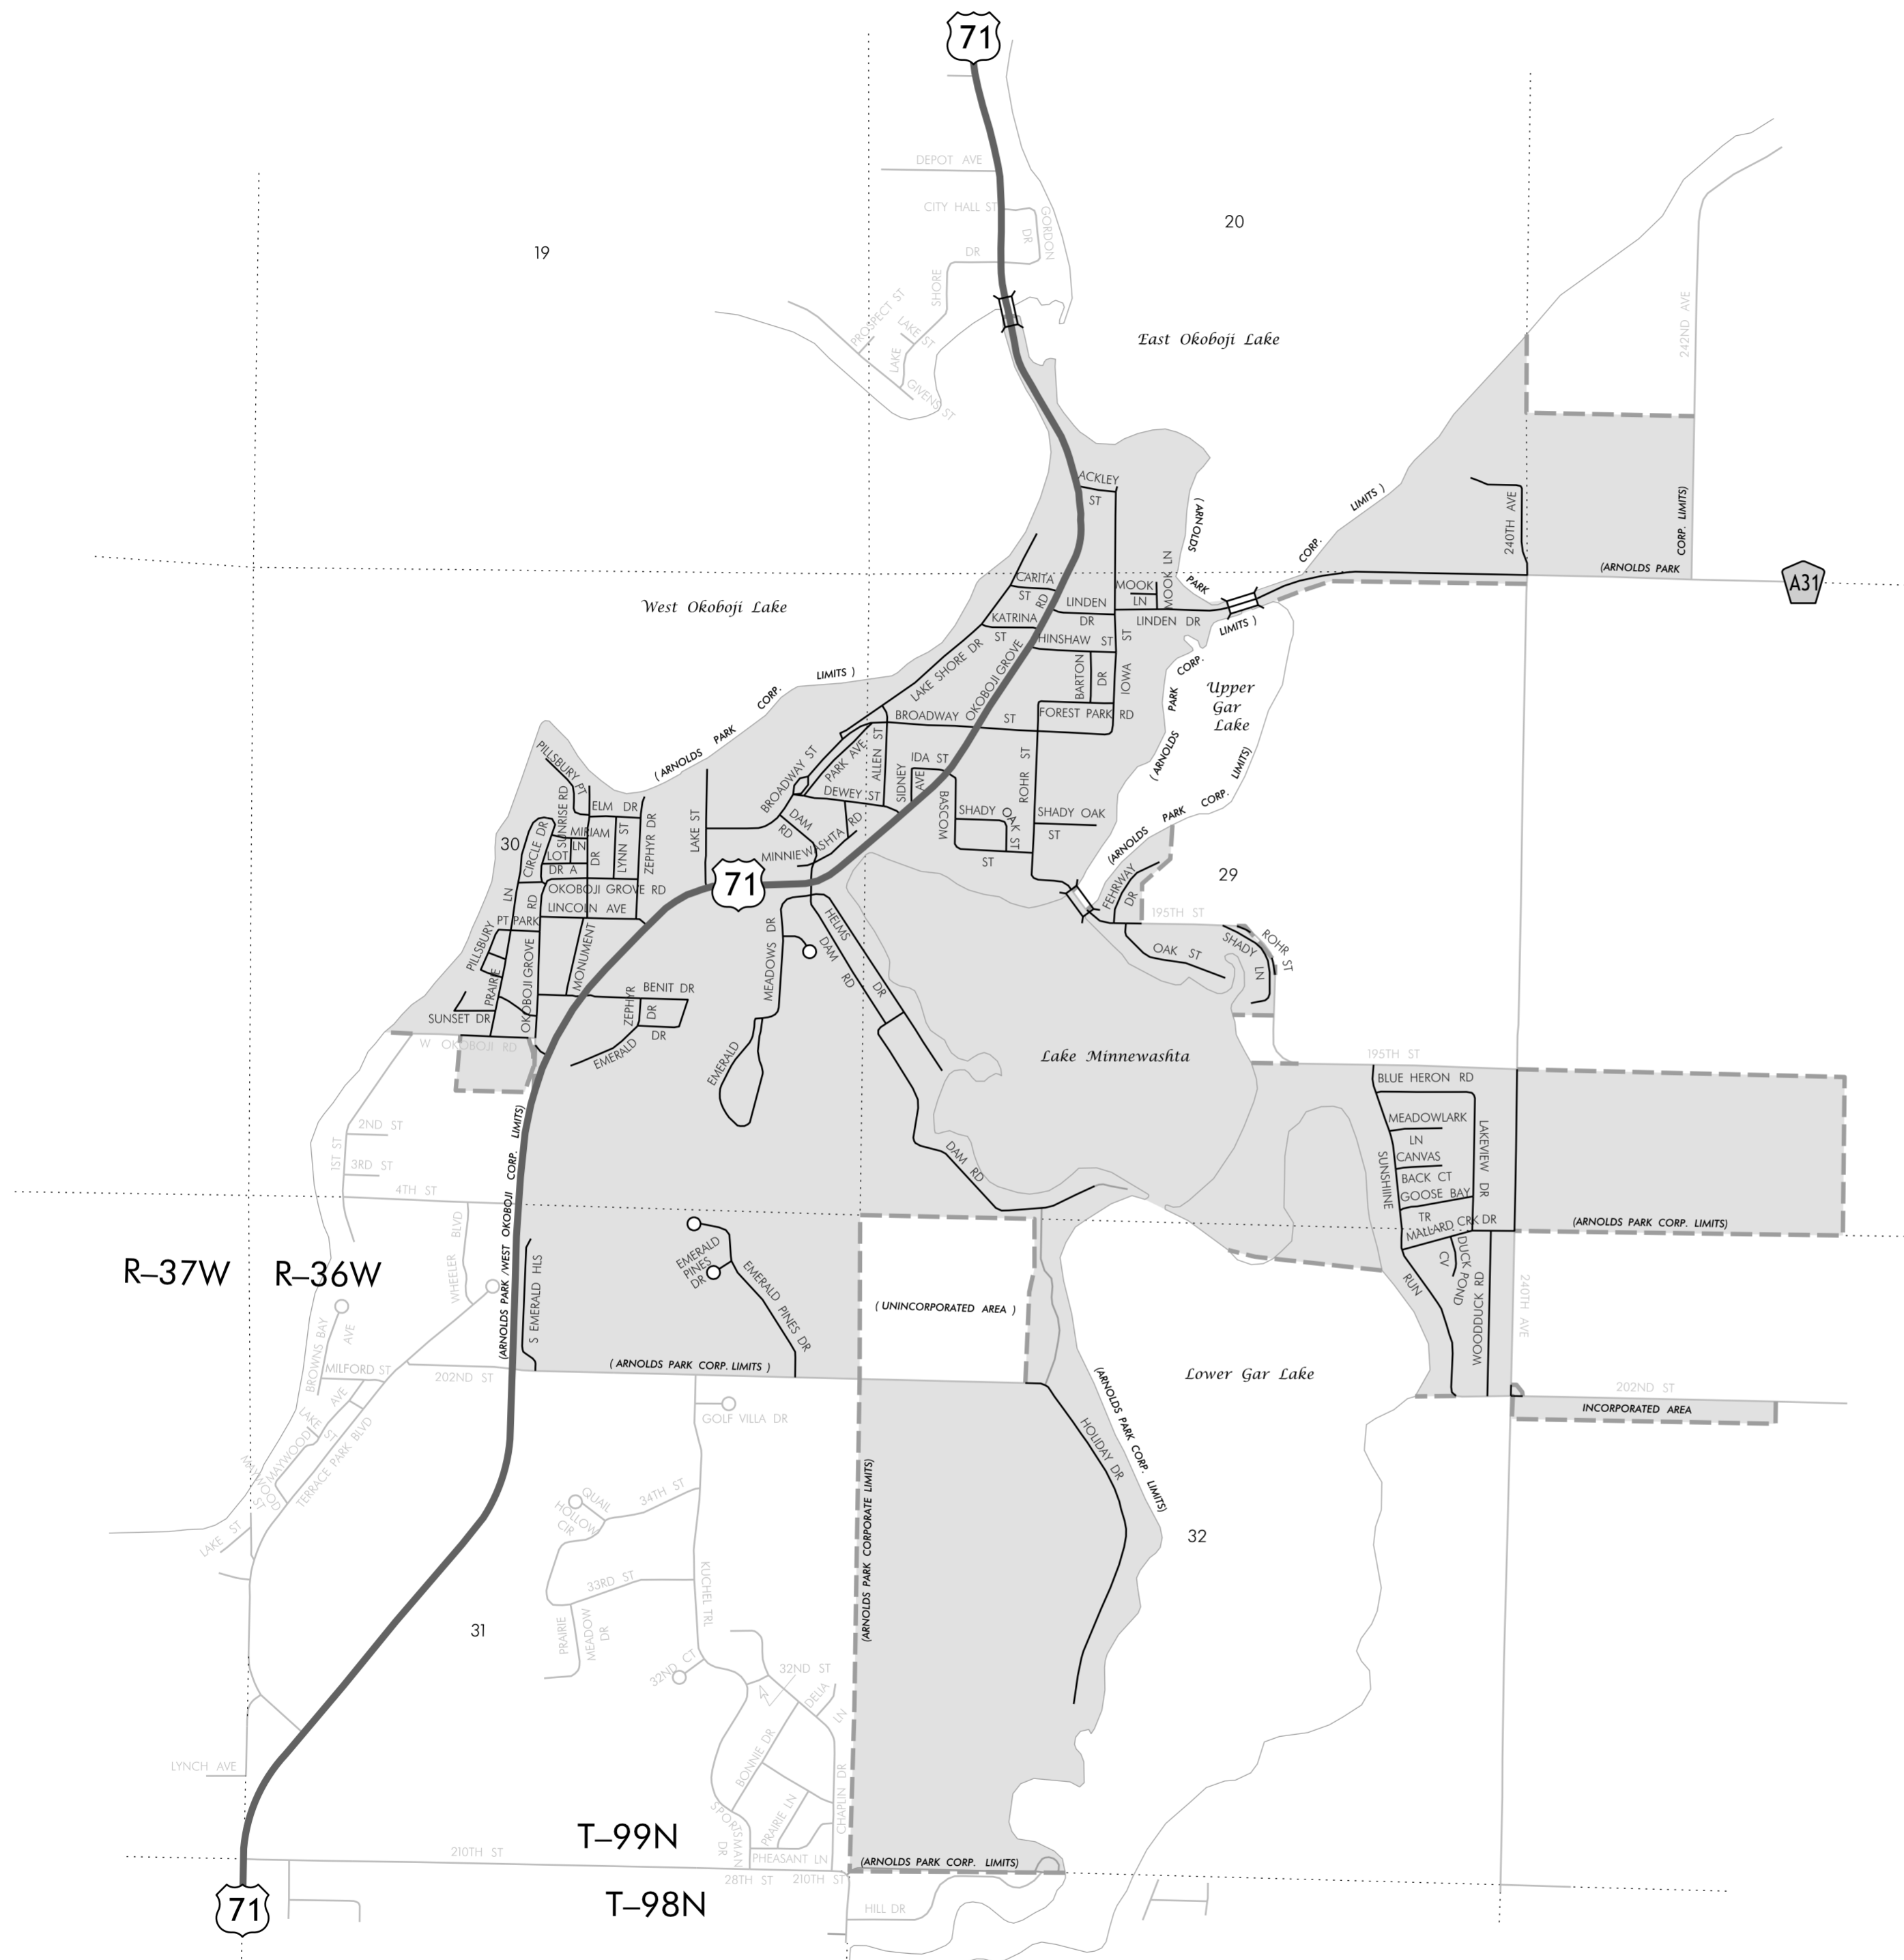 71
DEPOT AVE
CITY HALL ST
GORDON
DR
DR
SHORE
LAKE
PROSPECT ST
LAKE ST
GIVENS ST
19
20
East Okoboji Lake
242ND AVE
ACKLEY
ST
( ARNOLDS
PARK
CORP.
LIMITS )
240TH AVE
CORP. LIMITS)
(ARNOLDS PARK
A31
West Okoboji Lake
CARITA
ST
RD
KATRINA
ST
LINDEN
DR
MOOK
LN
MOOK LN
LINDEN DR
HINSHAW ST
ST
IOWA
BARTON
DR
LAKE SHORE DR
OKOBOJI GROVE
FOREST PARK RD
BROADWAY
ST
( ARNOLDS
PARK
CORP.
LIMITS )
(ARNOLDS
PARK
CORP.
LIMITS )
Upper
Gar
Lake
BROADWAY ST
PARK AVE
ALLEN ST
SIDNEY
AVE
IDA ST
DEWEY ST
BASCOM
ST
ROHR ST
SHADY
OAK ST
SHADY OAK
ST
DAM
RD
MINNIEWASHTA RD
LAKE ST
(ARNOLDS
PARK
CORP.
LIMITS)
PILLSBURY PT
SUNRISE RD
ELM DR
MIRIAM
LN
DR
LYNN ST
ZEPHYR DR
30
CIRCLE DR
LOT
DR A
OKOBOJI GROVE RD
LINCOLN AVE
LN
RD
PT PARK
PILLSBURY
PRAIRIE
OKOBOJI GROVE
MONUMENT
SUNSET DR
W OKOBOJI RD
71
29
FEHRWAY
DR
195TH ST
OAK ST
SHADY
LN
ROHR ST
MEADOWS DR
HELMS
DR
DAM
RD
BENIT DR
ZEPHYR
DR
DR
EMERALD
EMERALD
Lake Minnewashta
195TH ST
BLUE HERON RD
MEADOWLARK
LN
CANVAS
BACK CT
GOOSE BAY
TR
MALLARD CRK DR
LAKEVIEW DR
SUNSHINE
RUN
DUCK POND
CV
WOODDUCK RD
240TH AVE
(ARNOLDS PARK CORP. LIMITS)
2ND ST
1ST ST
3RD ST
4TH ST
WHEELER BLVD
(ARNOLDS PARK /WEST OKOBOJI CORP. LIMITS)
DAM RD
R–37W
R–36W
S EMERALD HLS
EMERALD
PINES
DR
EMERALD PINES DR
( UNINCORPORATED AREA )
( ARNOLDS PARK CORP. LIMITS )
BROWNS BAY
AVE
MILFORD ST
202ND ST
Lower Gar Lake
202ND ST
INCORPORATED AREA
LAKE
ST
MAYWOOD
AVE
MAYWOOD
ST
TERRACE PARK BLVD
LAKE ST
GOLF VILLA DR
HOLIDAY DR
(ARNOLDS PARK CORP. LIMITS)
(ARNOLDS PARK CORPORATE LIMITS)
QUAIL
HOLLOW
CIR
34TH ST
33RD ST
PRAIRIE
MEADOW
DR
KUCHEL TRL
32
31
32ND CT
32ND ST
DELIA
LN
BONNIE DR
PRAIRIE LN
CHAPLIN DR
SPORTSMAN
DR
PHEASANT LN
LYNCH AVE
T–99N
210TH ST
28TH ST
210TH ST
(ARNOLDS PARK CORP. LIMITS)
T–98N
HILL DR
71